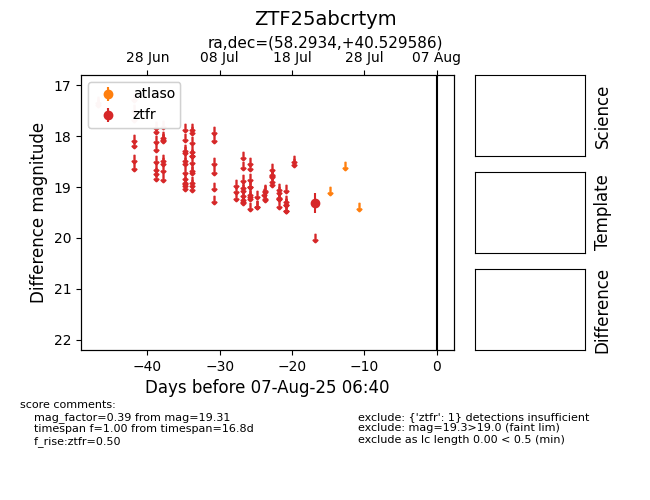 ZTF25abcrtym
ra,dec=(58.2934,+40.529586)
28 Jun 08 Jul 18 Jul 28 Jul 07 Aug
17
18
19
20
21
22
Difference magnitude
atlaso
ztfr
−40 −30 −20 −10 0
Days before 07-Aug-25 06:40
Science
Template
Difference
score comments:
mag_factor=0.39 from mag=19.31
timespan f=1.00 from timespan=16.8d
f_rise:ztfr=0.50
exclude: {'ztfr': 1} detections insufficient
exclude: mag=19.3>19.0 (faint lim)
exclude as lc length 0.00 < 0.5 (min)